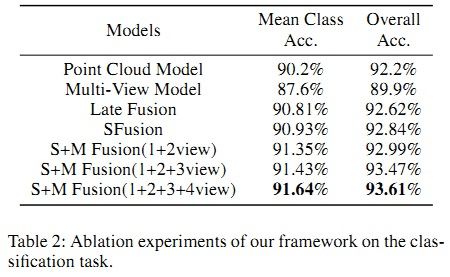 Models Mean Class Acc. Overall Acc.
Point Cloud Model 90.2% 92.2%
Multi-View Model 87.6% 89.9%
Late Fusion 90.81% 92.62%
SFusion 90.93% 92.84%
S+M Fusion(1+2view) 91.35% 92.99%
S+M Fusion(1+2+3view) 91.43% 93.47%
S+M Fusion(1+2+3+4view) 91.64% 93.61%
Table 2: Ablation experiments of our framework on the clas-
sification task.